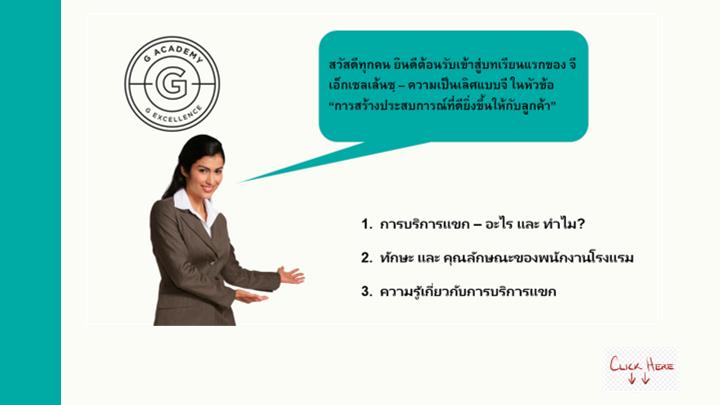 G ACADEMY
G
G EXCELLENCE
สวัสดีทุกคน ยินดีต้อนรับเข้าสู่บทเรียนแรกของ จี
เอ็กเซลเล้นซฺ – ความเป็นเลิศแบบจี ในหัวข้อ
“การสร้างประสบการณ์ที่ดียิ่งขึ้นให้กับลูกค้า”
1. การบริการแขก – อะไร และ ทำไม?
2. ทักษะ และ คุณลักษณะของพนักงานโรงแรม
3. ความรู้เกี่ยวกับการบริการแขก
CLICK HERE